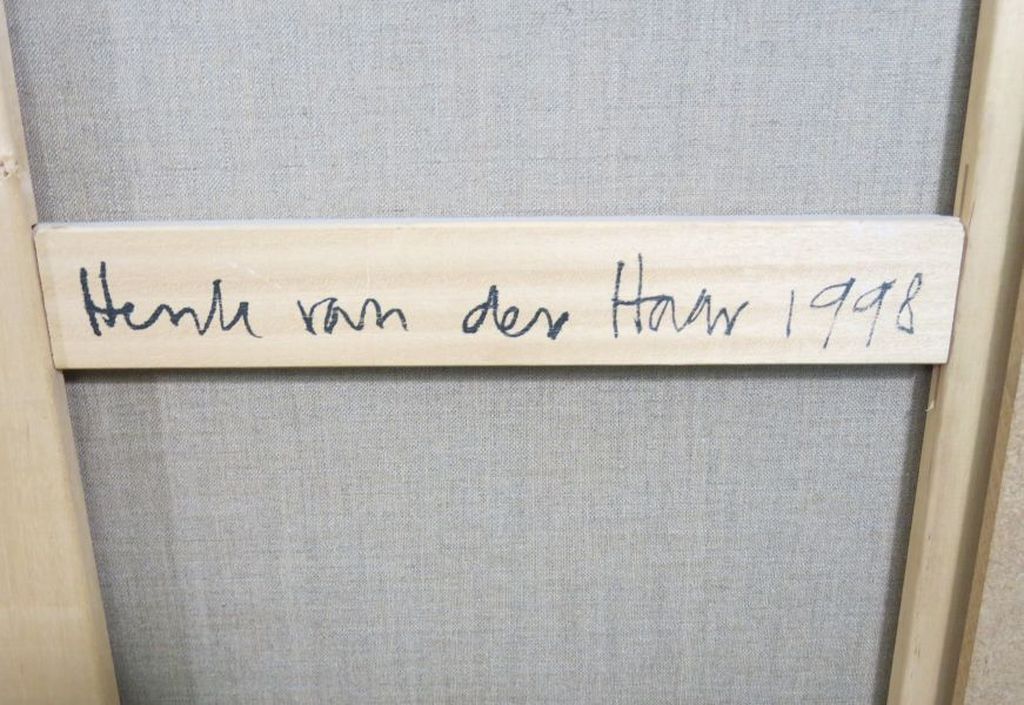 Henk van der Haar 1998